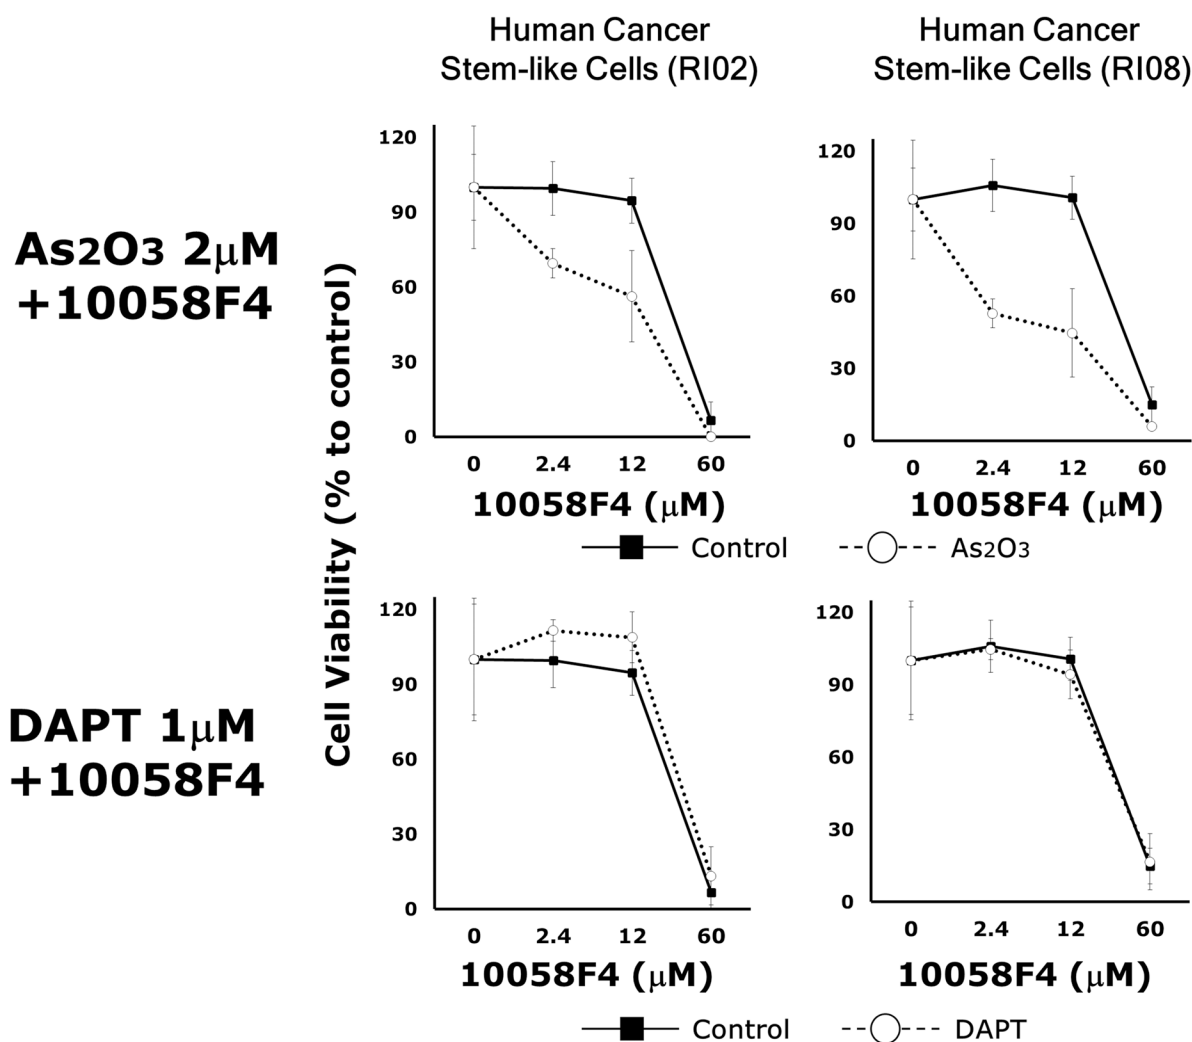 Human Cancer
Stem-like Cells (RI02)
Human Cancer
Stem-like Cells (RI08)
As2O3 2μM
+10058F4
Cell Viability (% to control)
120
90
60
30
0
0 2.4 12 60
10058F4 (μM)
120
90
60
30
0
0 2.4 12 60
10058F4 (μM)
Control As2O3
DAPT 1μM
+10058F4
120
90
60
30
0
0 2.4 12 60
10058F4 (μM)
120
90
60
30
0
0 2.4 12 60
10058F4 (μM)
Control DAPT